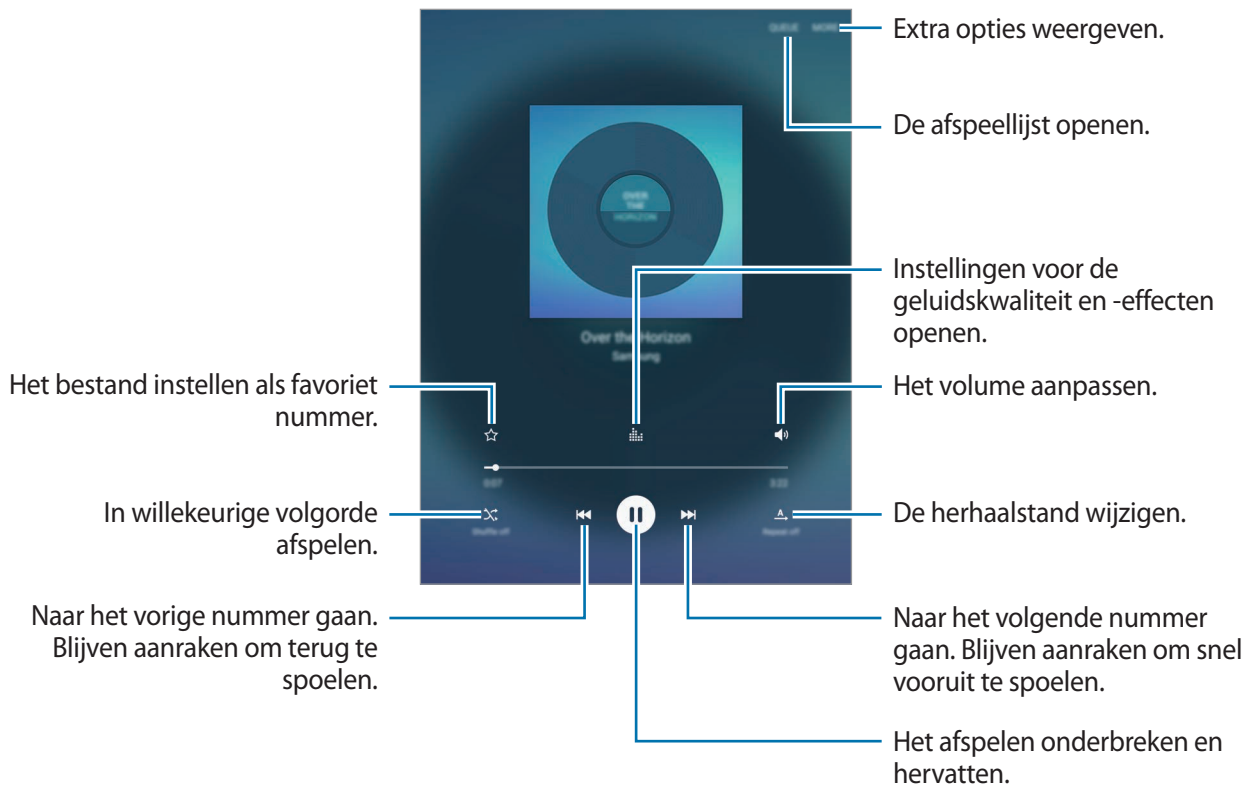 QUEUE MORE
Extra opties weergeven.
De afspeellijst openen.
OVER
THE
HORIZON
Instellingen voor de
geluidskwaliteit en -effecten
openen.
Over the Horizon
Samsung
Het bestand instellen als favoriet
nummer.
Het volume aanpassen.
0:07
3:22
In willekeurige volgorde
afspelen.
Shuffle off
A
Repeat off
De herhaalstand wijzigen.
Naar het vorige nummer gaan.
Blijven aanraken om terug te
spoelen.
Naar het volgende nummer
gaan. Blijven aanraken om snel
vooruit te spoelen.
Het afspelen onderbreken en
hervatten.